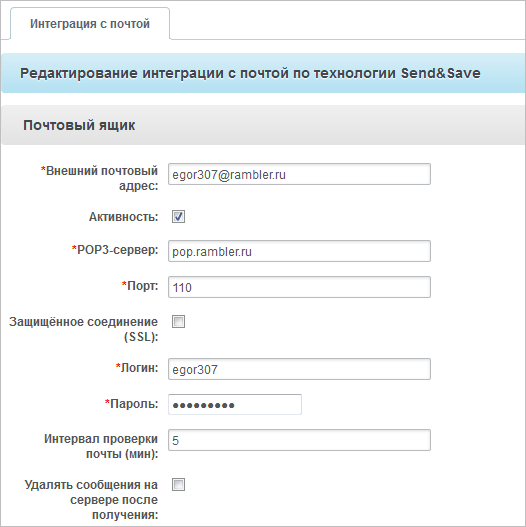 Интеграция с почтой
Редактирование интеграции с почтой по технологии Send&Save
Почтовый ящик
*Внешний почтовый
адрес:
egor307@rambler.ru
Активность:
*POP3-сервер:
pop.rambler.ru
*Порт:
110
Защищённое соединение
(SSL):
*Логин:
egor307
*Пароль:
●●●●●●●●●
Интервал проверки
почты (мин):
5
Удалять сообщения на
сервере после
получения: